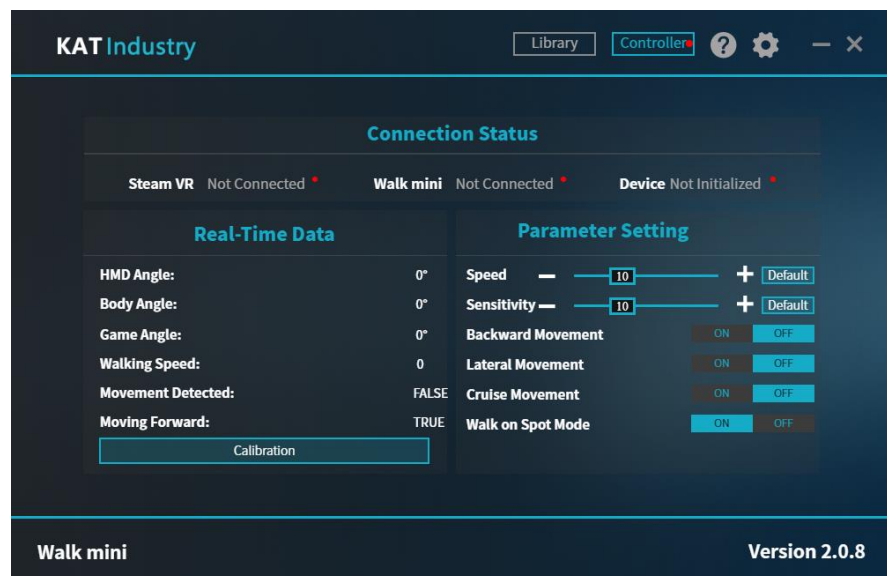 KAT Industry Library Controller ?
Connection Status
Steam VR Not Connected Walk mini Not Connected Device Not Initialized
Real-Time Data
HMD Angle: 0°
Body Angle: 0°
Game Angle: 0°
Walking Speed: 0
Movement Detected: FALSE
Moving Forward: TRUE
Calibration
Parameter Setting
Speed 10 Default
Sensitivity 10 Default
Backward Movement ON OFF
Lateral Movement ON OFF
Cruise Movement ON OFF
Walk on Spot Mode ON OFF
Walk mini Version 2.0.8